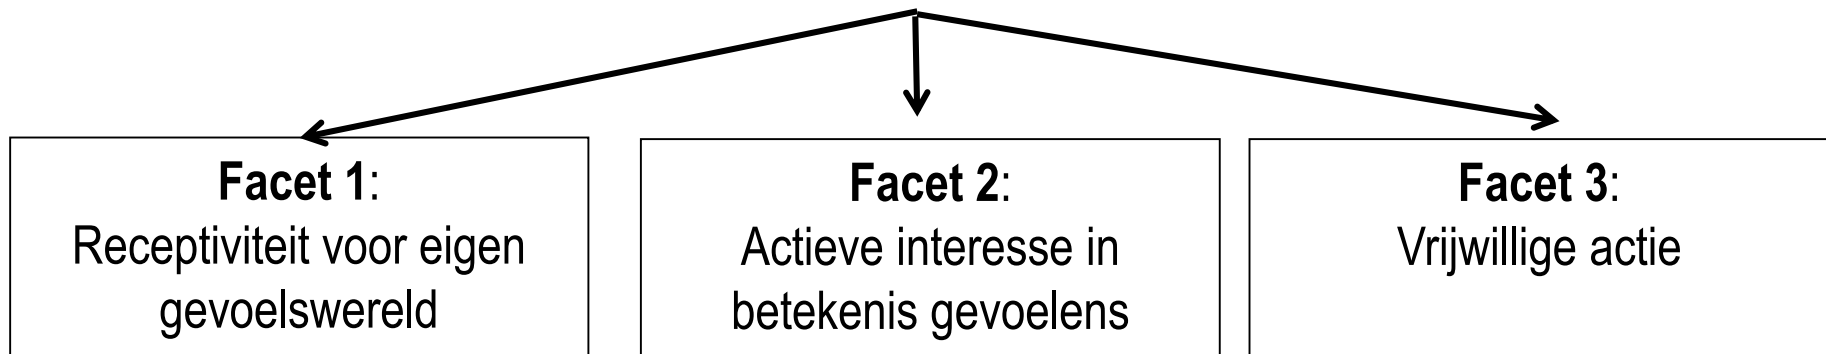 Facet 1:
Receptiviteit voor eigen
gevoelswereld
Facet 2:
Actieve interesse in
betekenis gevoelens
Facet 3:
Vrijwillige actie